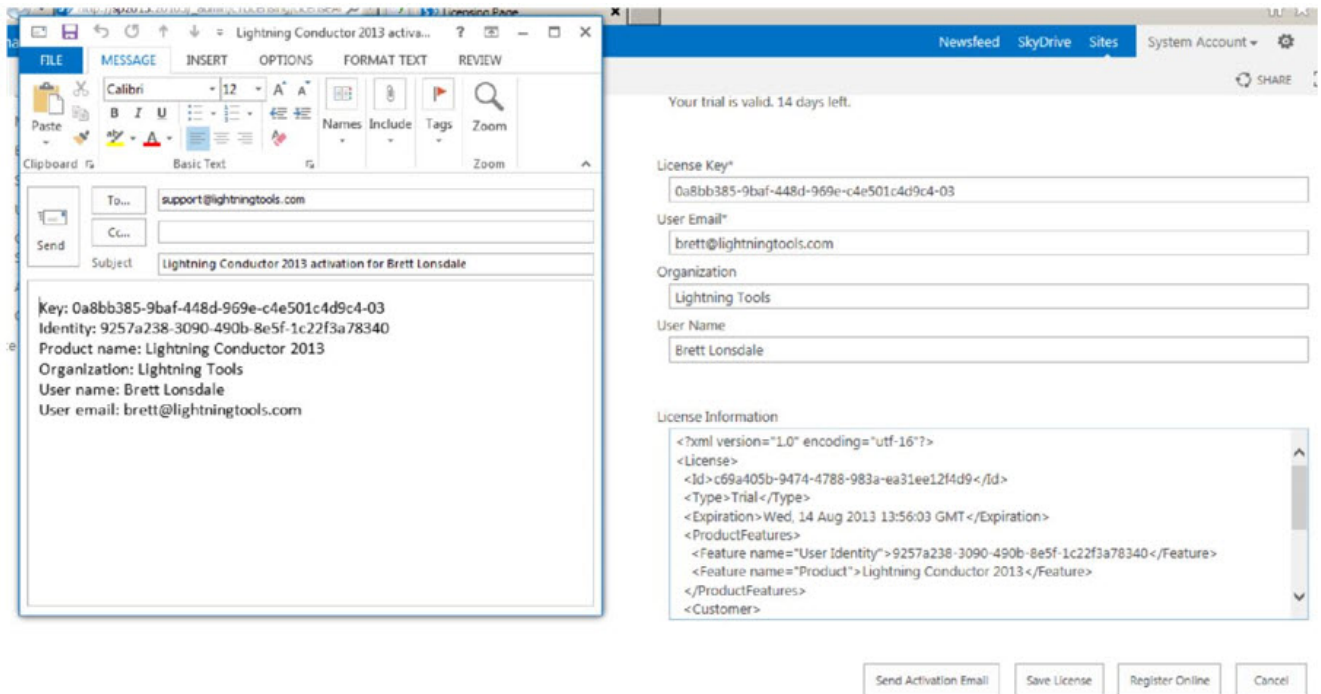 Licensing Page
Lightning Conductor 2013 activa...
FILE MESSAGE INSERT OPTIONS FORMAT TEXT REVIEW
Newsfeed SkyDrive Sites System Account
SHARE
Calibri 12
B I U
Paste
Names Include Tags Zoom
Clipboard Basic Text Zoom
To... support@lightningtools.com
Cc...
Send
Subject Lightning Conductor 2013 activation for Brett Lonsdale
Key: 0a8bb385-9baf-448d-969e-c4e501c4d9c4-03
Identity: 9257a238-3090-490b-8e5f-1c22f3a78340
Product name: Lightning Conductor 2013
Organization: Lightning Tools
User name: Brett Lonsdale
User email: brett@lightningtools.com
Your trial is valid. 14 days left.
License Key*
0a8bb385-9baf-448d-969e-c4e501c4d9c4-03
User Email*
brett@lightningtools.com
Organization
Lightning Tools
User Name
Brett Lonsdale
License Information
<?xml version="1.0" encoding="utf-16"?>
<License>
<Id>c69a405b-9474-4788-983a-ea31ee12f4d9</Id>
<Type>Trial</Type>
<Expiration>Wed, 14 Aug 2013 13:56:03 GMT</Expiration>
<ProductFeatures>
<Feature name="User Identity">9257a238-3090-490b-8e5f-1c22f3a78340</Feature>
<Feature name="Product">Lightning Conductor 2013</Feature>
</ProductFeatures>
<Customer>
Send Activation Email Save License Register Online Cancel